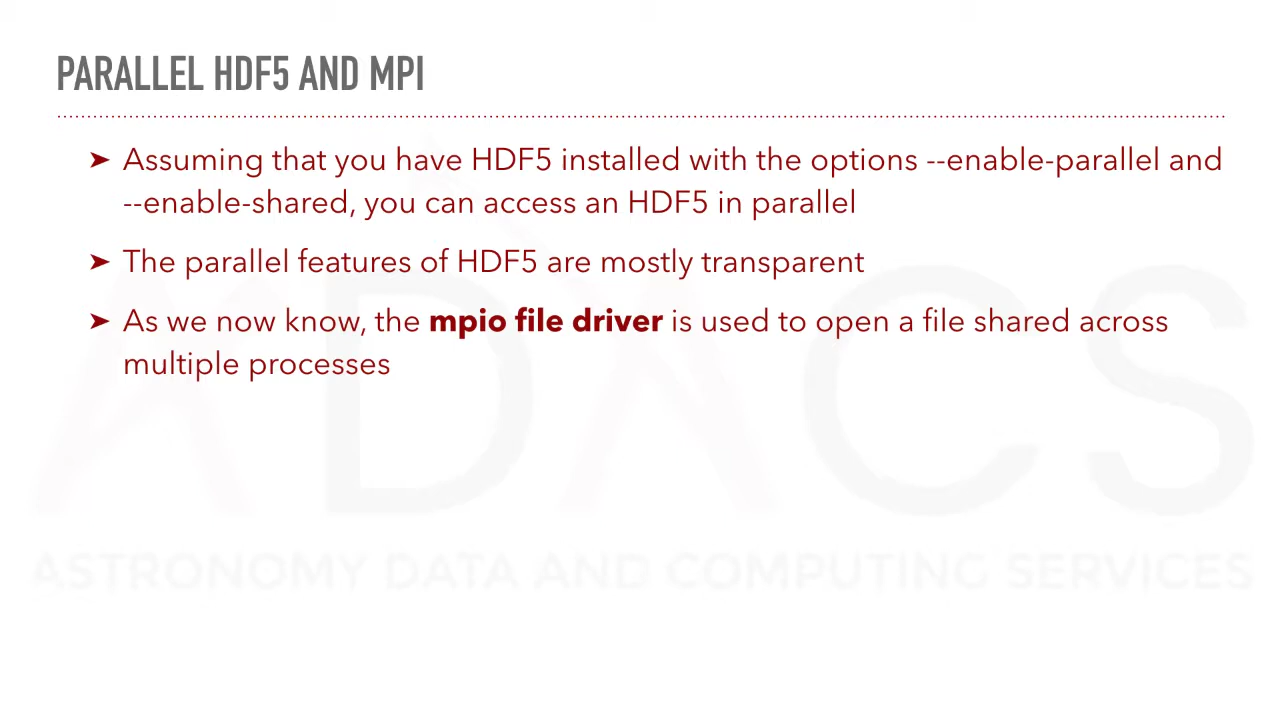 PARALLEL HDF5 AND MPI
➤ Assuming that you have HDF5 installed with the options --enable-parallel and
--enable-shared, you can access an HDF5 in parallel
➤ The parallel features of HDF5 are mostly transparent
➤ As we now know, the mpio file driver is used to open a file shared across
multiple processes
ADACS
ASTRONOMY DATA AND COMPUTING SERVICES